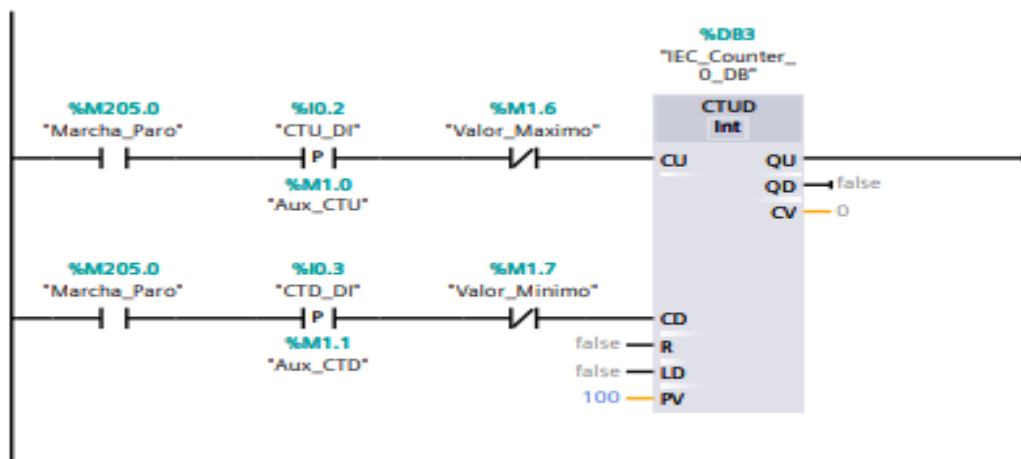 %DB3
"IEC_Counter_
0_DB"
%M205.0 %I0.2 %M1.6 CTUD
"Marcha_Paro" "CTU_DI" "Valor_Maximo" Int
P CU QU
%M1.0 QD false
"Aux_CTU" CV 0
%M205.0 %I0.3 %M1.7
"Marcha_Paro" "CTD_DI" "Valor_Minimo"
P CD
%M1.1 false R
"Aux_CTD" false LD
100 PV